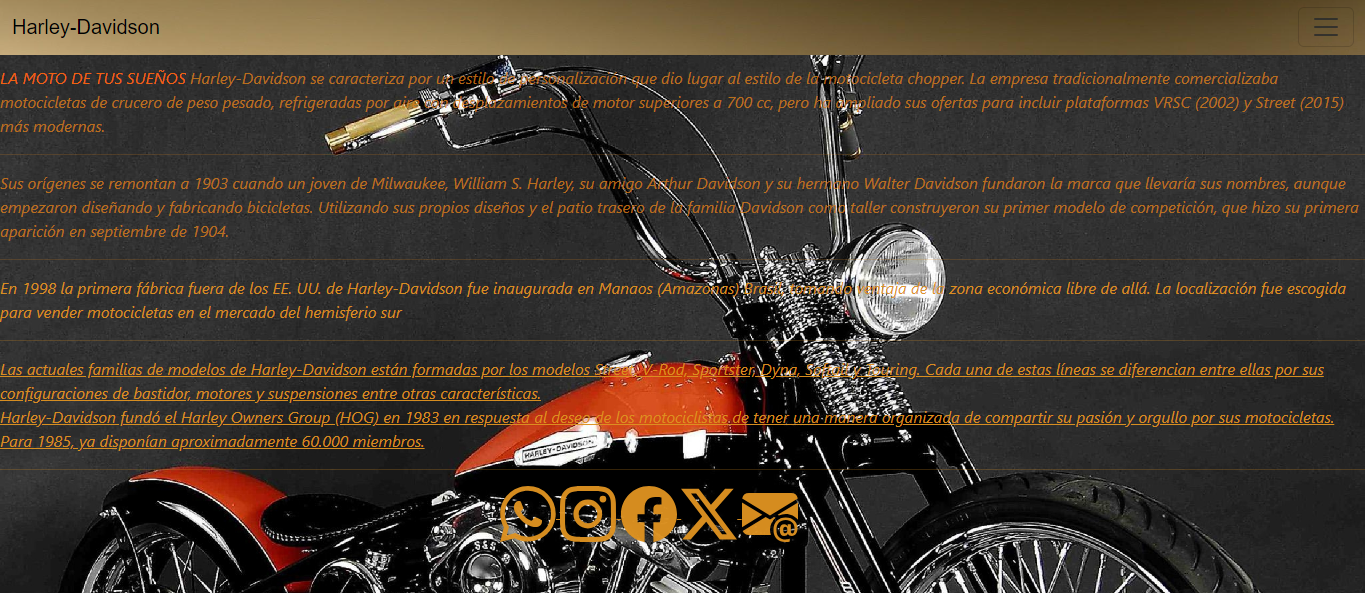 Harley-Davidson
LA MOTO DE TUS SUEÑOS Harley-Davidson se caracteriza por un estilo de personalización que dio lugar al estilo de la motocicleta chopper. La empresa tradicionalmente comercializaba
motocicletas de crucero de peso pesado, refrigeradas por aire con desplazamientos de motor superiores a 700 cc, pero ha ampliado sus ofertas para incluir plataformas VRSC (2002) y Street (2015)
más modernas.
Sus orígenes se remontan a 1903 cuando un joven de Milwaukee, William S. Harley, su amigo Arthur Davidson y su hermano Walter Davidson fundaron la marca que llevaría sus nombres, aunque
empezaron diseñando y fabricando bicicletas. Utilizando sus propios diseños y el patio trasero de la familia Davidson como taller construyeron su primer modelo de competición, que hizo su primera
aparición en septiembre de 1904.
En 1998 la primera fábrica fuera de los EE. UU. de Harley-Davidson fue inaugurada en Manaos (Amazonas) Brasil, tomando ventaja de la zona económica libre de allá. La localización fue escogida
para vender motocicletas en el mercado del hemisferio sur
Las actuales familias de modelos de Harley-Davidson están formadas por los modelos Street, V-Rod, Sportster, Dyna, Softail y Touring. Cada una de estas líneas se diferencian entre ellas por sus
configuraciones de bastidor, motores y suspensiones entre otras características.
Harley-Davidson fundó el Harley Owners Group (HOG) en 1983 en respuesta al deseo de los motociclistas de tener una manera organizada de compartir su pasión y orgullo por sus motocicletas.
Para 1985, ya disponían aproximadamente 60.000 miembros.
HARLEY-DAVIDSON
S&S